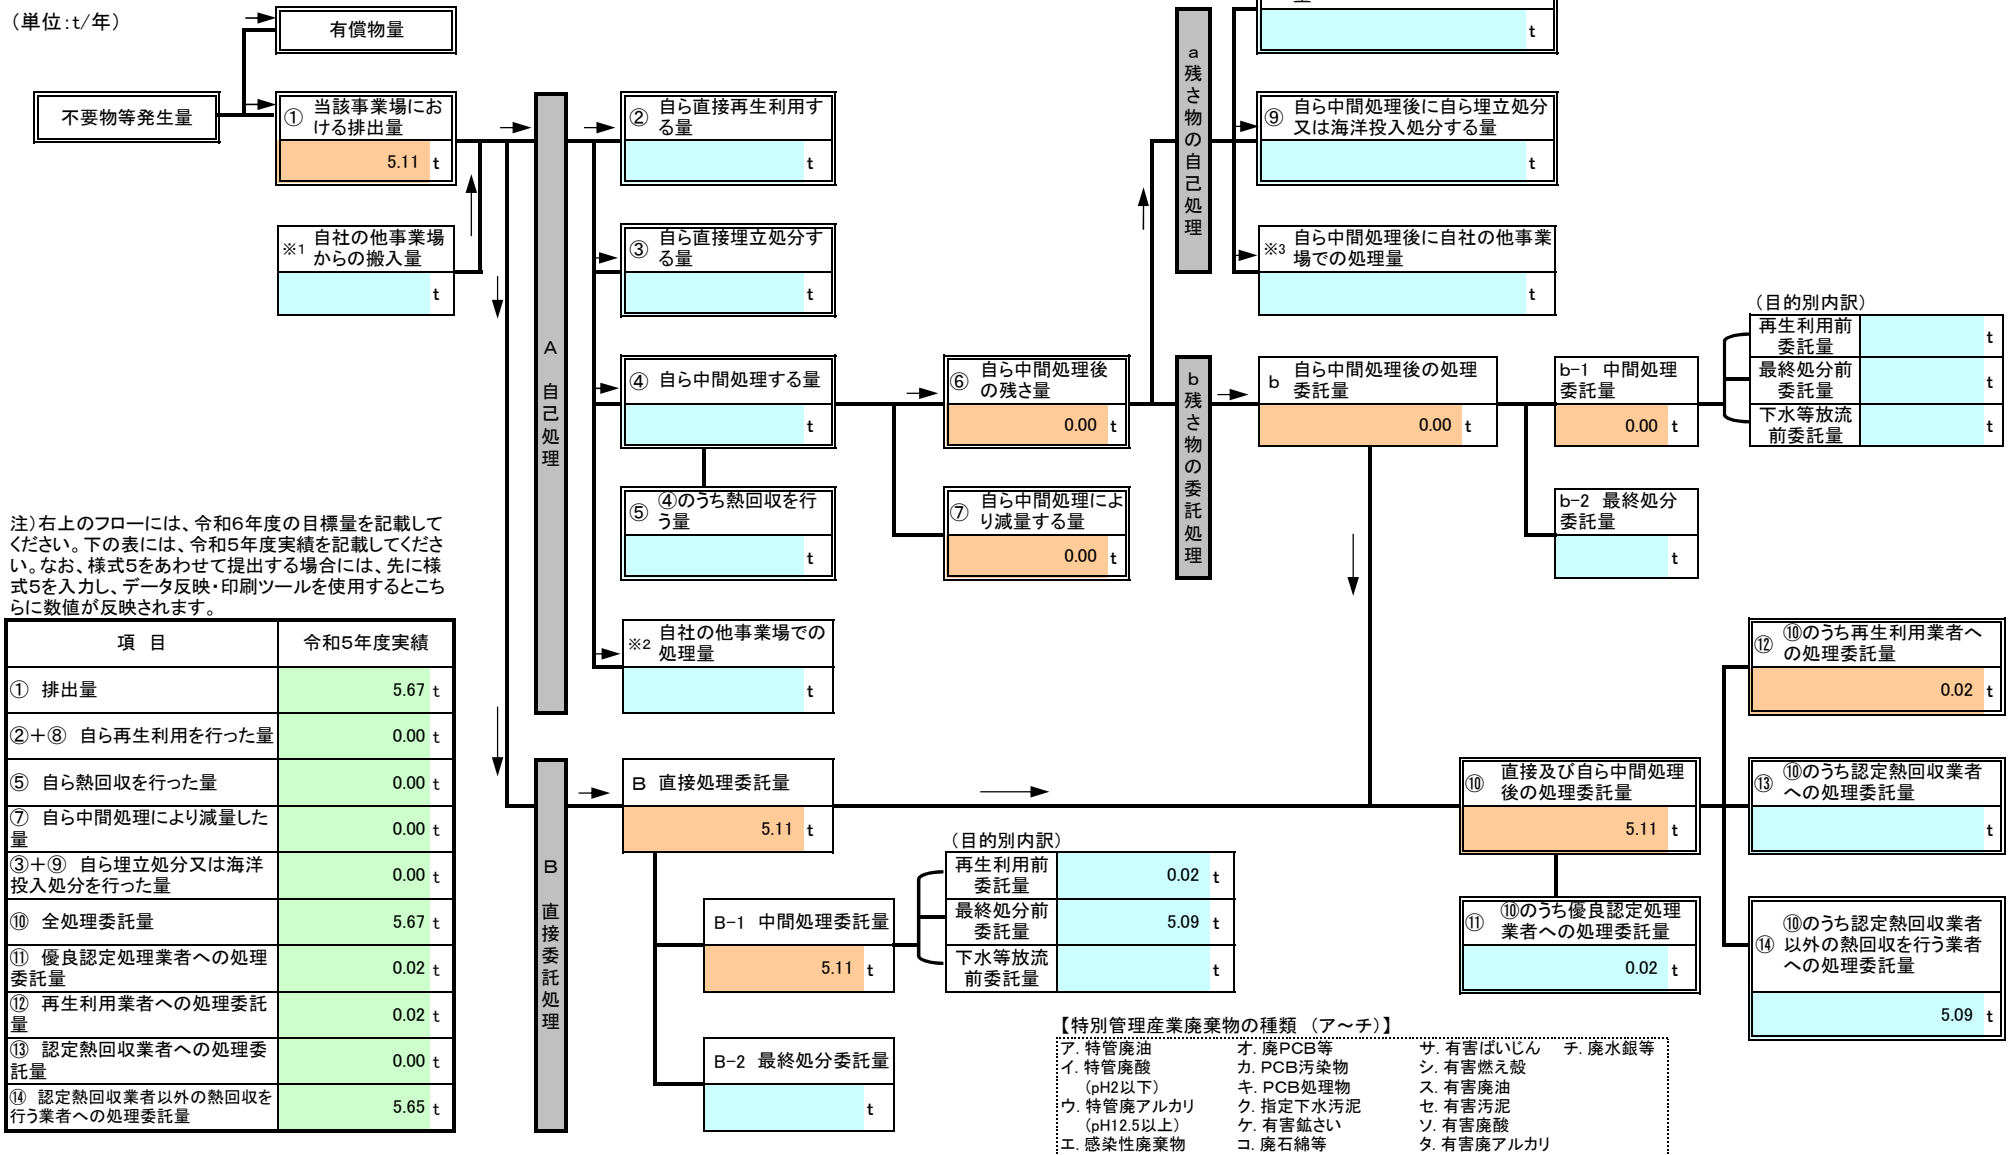 （単位：t/年）
有償物量
不要物等発生量
① 当該事業場にお
ける排出量
5.11 t
※1 自社の他事業場
からの搬入量
t
A 自己処理
② 自ら直接再生利用す
る量
t
③ 自ら直接埋立処分す
る量
t
④ 自ら中間処理する量
t
⑤ ④のうち熱回収を行
う量
t
※2 自社の他事業場での
処理量
t
⑥ 自ら中間処理後
の残さ量
0.00 t
⑦ 自ら中間処理によ
り減量する量
0.00 t
a 残さ物の自己処理
t
⑨ 自ら中間処理後に自ら埋立処分
又は海洋投入処分する量
t
※3 自ら中間処理後に自社の他事業
場での処理量
t
b 残さ物の委託処理
b 自ら中間処理後の処理
委託量
0.00 t
b-1 中間処理
委託量
0.00 t
b-2 最終処分
委託量
t
（目的別内訳）
再生利用前
委託量
t
最終処分前
委託量
t
下水等放流
前委託量
t
注）右上のフローには、令和6年度の目標量を記載して
ください。下の表には、令和5年度実績を記載してくださ
い。なお、様式5をあわせて提出する場合には、先に様
式5を入力し、データ反映・印刷ツールを使用するとこち
らに数値が反映されます。
項 目 令和5年度実績
① 排出量 5.67 t
②＋⑧ 自ら再生利用を行った量 0.00 t
⑤ 自ら熱回収を行った量 0.00 t
⑦ 自ら中間処理により減量した
量 0.00 t
③＋⑨ 自ら埋立処分又は海洋
投入処分を行った量 0.00 t
⑩ 全処理委託量 5.67 t
⑪ 優良認定処理業者への処理
委託量 0.02 t
⑫ 再生利用業者への処理委託
量 0.02 t
⑬ 認定熱回収業者への処理委
託量 0.00 t
⑭ 認定熱回収業者以外の熱回収を
行う業者への処理委託量 5.65 t
B 直接委託処理
B 直接処理委託量
5.11 t
B-1 中間処理委託量
5.11 t
B-2 最終処分委託量
t
（目的別内訳）
再生利用前
委託量
0.02 t
最終処分前
委託量
5.09 t
下水等放流
前委託量
t
⑩ 直接及び自ら中間処理
後の処理委託量
5.11 t
⑪ ⑩のうち優良認定処理
業者への処理委託量
0.02 t
⑫ ⑩のうち再生利用業者へ
の処理委託量
0.02 t
⑬ ⑩のうち認定熱回収業者
への処理委託量
t
⑭ ⑩のうち認定熱回収業者
以外の熱回収を行う業者
への処理委託量
5.09 t
【特別管理産業廃棄物の種類 （ア～チ）】
ア．特管廃油 オ．廃PCB等 サ．有害ばいじん チ．廃水銀等
イ．特管廃酸 カ．PCB汚染物 シ．有害燃え殻
（pH2以下） キ．PCB処理物 ス．有害廃油
ウ．特管廃アルカリ ク．指定下水汚泥 セ．有害汚泥
（pH12.5以上） ケ．有害鉱さい ソ．有害廃酸
エ．感染性廃棄物 コ．廃石綿等 タ．有害廃アルカリ